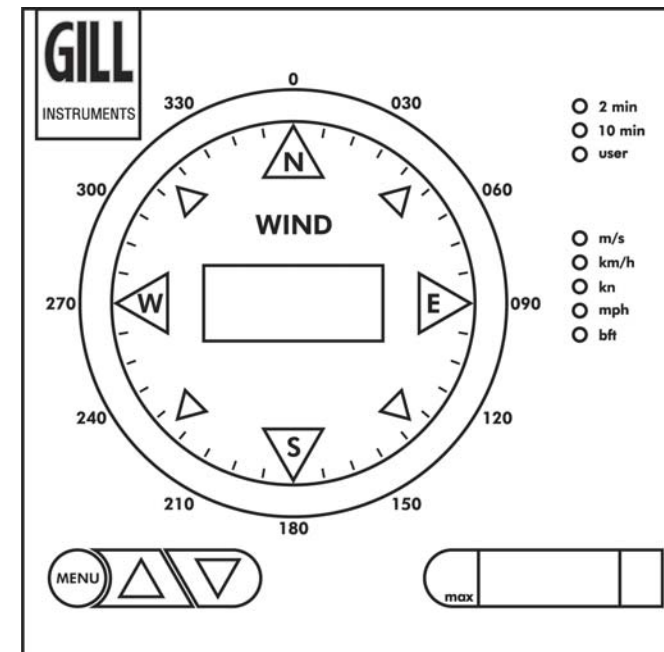 GILL
INSTRUMENTS
0
330
030
300
060
270
090
240
120
210
150
180
N
WIND
W
E
S
2 min
10 min
user
m/s
km/h
kn
mph
bft
MENU
max